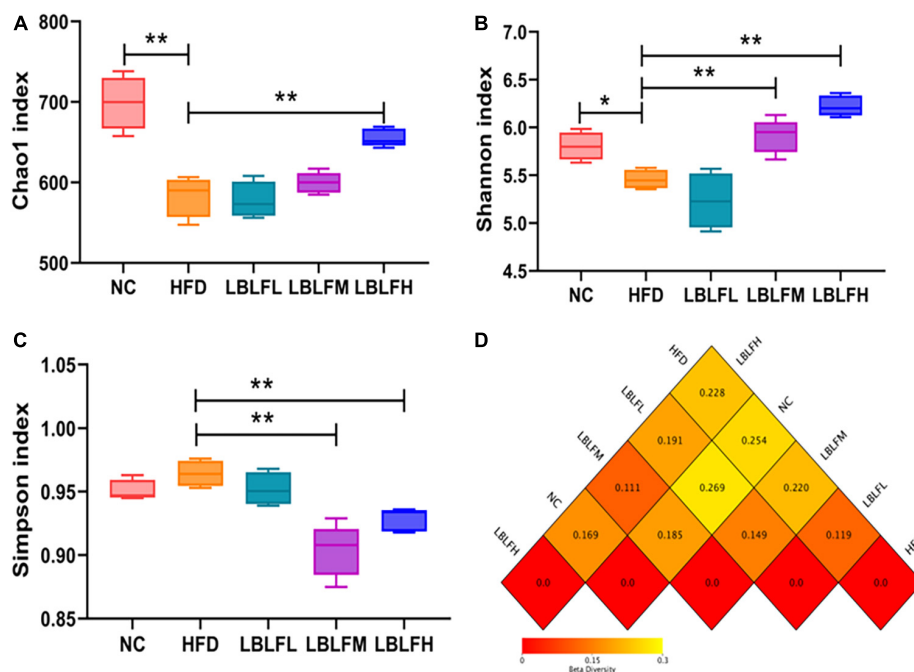 A
Chao1 index
800
700
600
500
**
**
NC HFD LBLFL LBLFM LBLFH
B
Shannon index
7.0
6.5
6.0
5.5
5.0
4.5
**
**
*
NC HFD LBLFL LBLFM LBLFH
C
Simpson index
1.05
1.00
0.95
0.90
0.85
**
**
NC HFD LBLFL LBLFM LBLFH
D
HFD LBLFH
0.228
LBLFL NC
0.191 0.254
LBLFM LBLFM
0.111 0.269 0.220
NC LBLFL
0.169 0.185 0.149 0.119
LBLFH
0.0 0.0 0.0 0.0 0.0
0 0.15 0.3
Beta Diversity